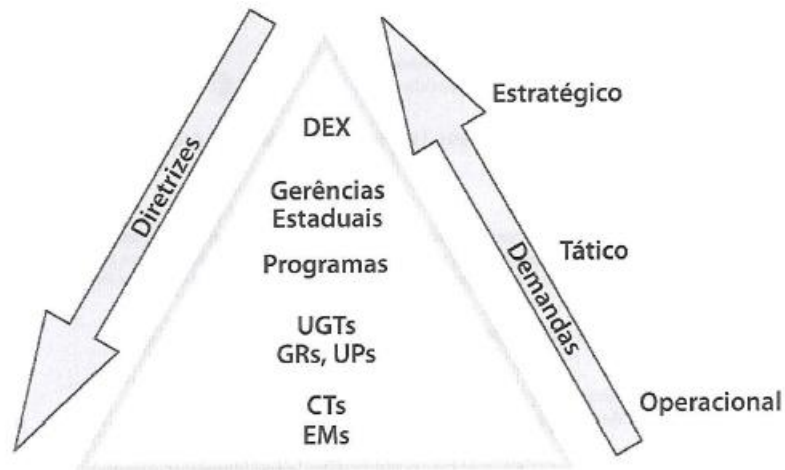 Estratégico
DEX
Diretrizes
Gerências
Estaduais
Programas
Tático
Demandas
UGTs
GRs, UPs
CTs
EMs
Operacional